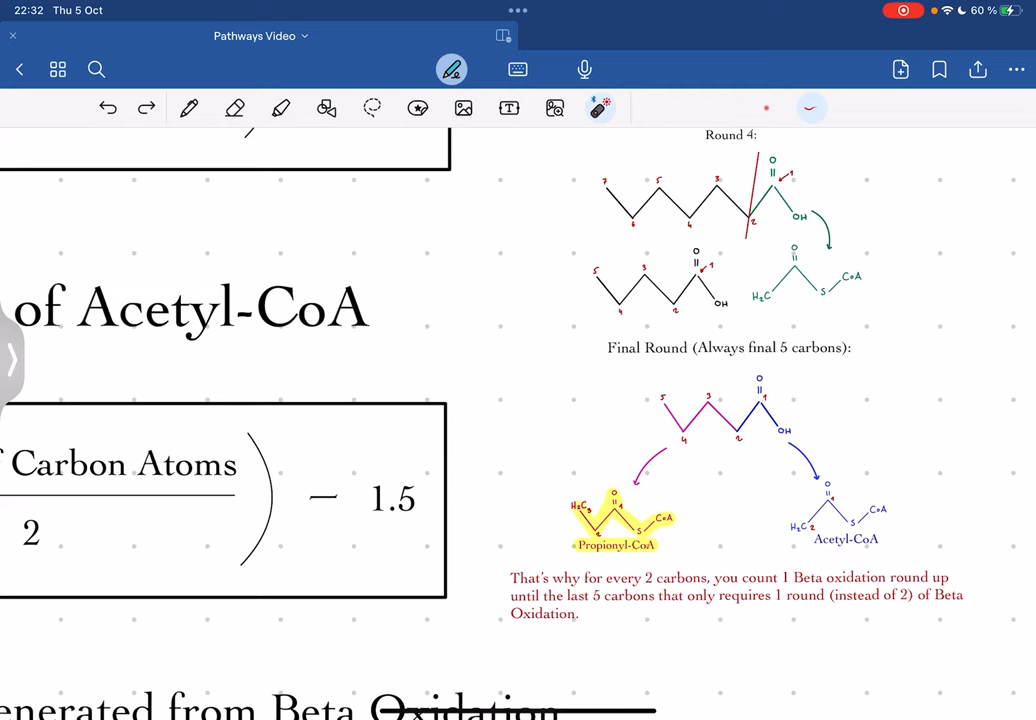 22:32 Thu 5 Oct
60 %
Pathways Video
Round 4:
O
7 5 3 1
6 4 2 OH
O
5 3 1
4 2 OH
O
H₂C S CoA
of Acetyl-CoA
Final Round (Always final 5 carbons):
O
5 3 1
4 2 OH
f Carbon Atoms
2
) – 1.5
O
H₂C 3 1 CoA
2 S
Propionyl-CoA
O
1 CoA
H₂C 2 S
Acetyl-CoA
That's why for every 2 carbons, you count 1 Beta oxidation round up
until the last 5 carbons that only requires 1 round (instead of 2) of Beta
Oxidation.
enerated from Beta Oxidation